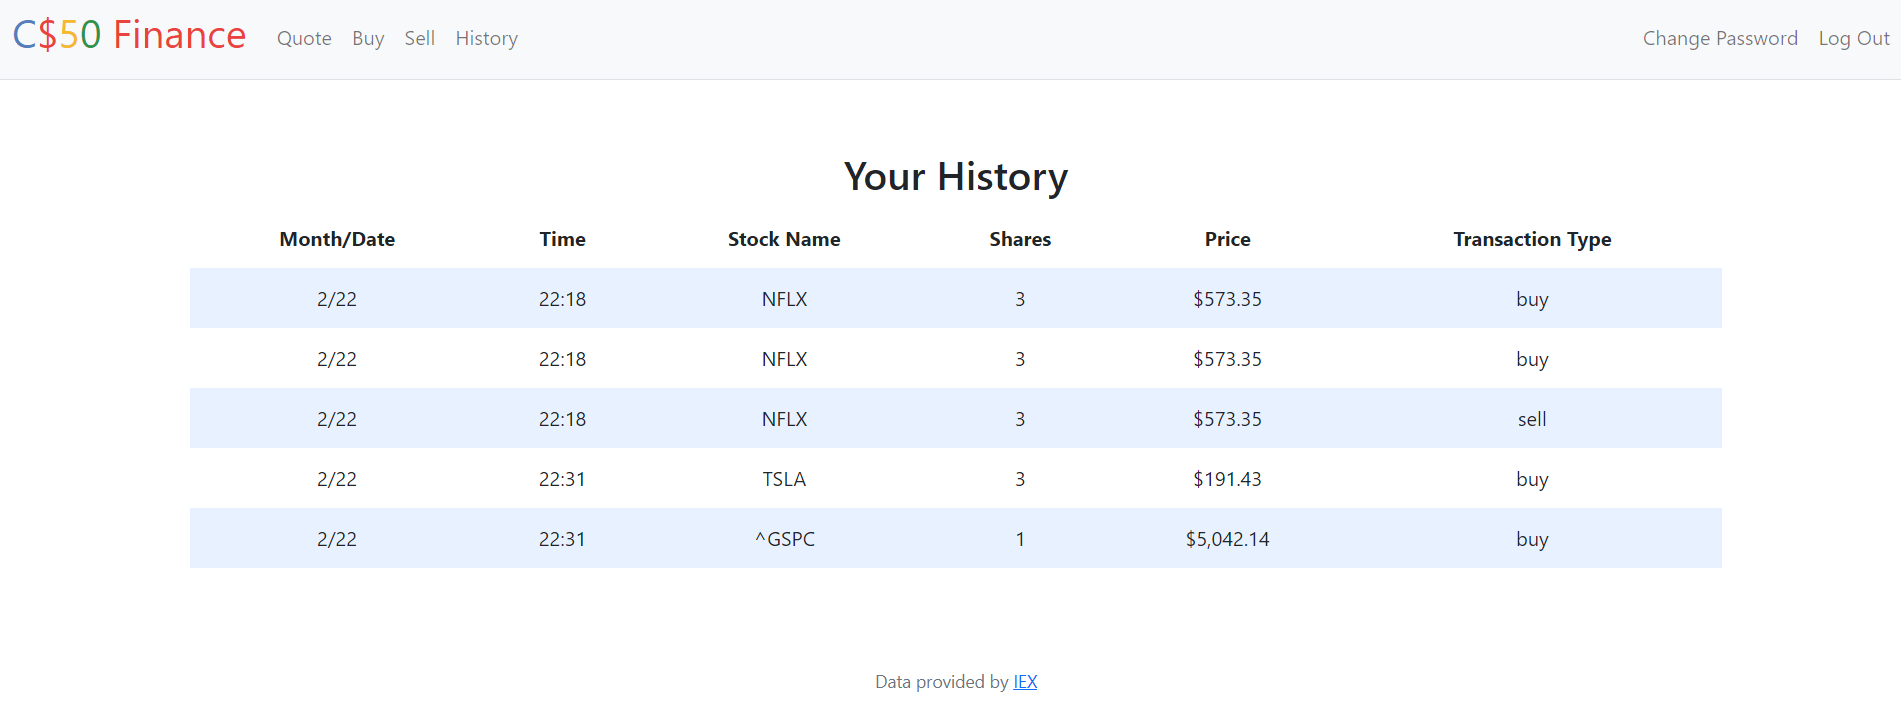 C$50 Finance Quote Buy Sell History Change Password Log Out
Your History
Month/Date Time Stock Name Shares Price Transaction Type
2/22 22:18 NFLX 3 $573.35 buy
2/22 22:18 NFLX 3 $573.35 buy
2/22 22:18 NFLX 3 $573.35 sell
2/22 22:31 TSLA 3 $191.43 buy
2/22 22:31 ^GSPC 1 $5,042.14 buy
Data provided by IEX